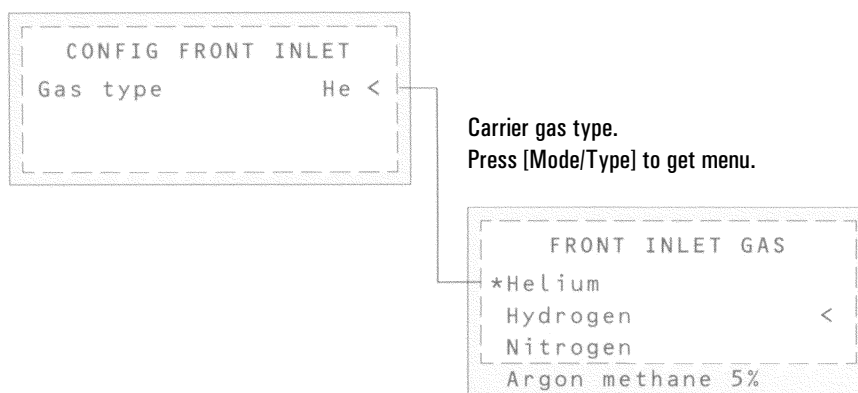 CONFIG FRONT INLET
Gas type He <
Carrier gas type.
Press [Mode/Type] to get menu.
FRONT INLET GAS
*Helium
Hydrogen <
Nitrogen
Argon methane 5%